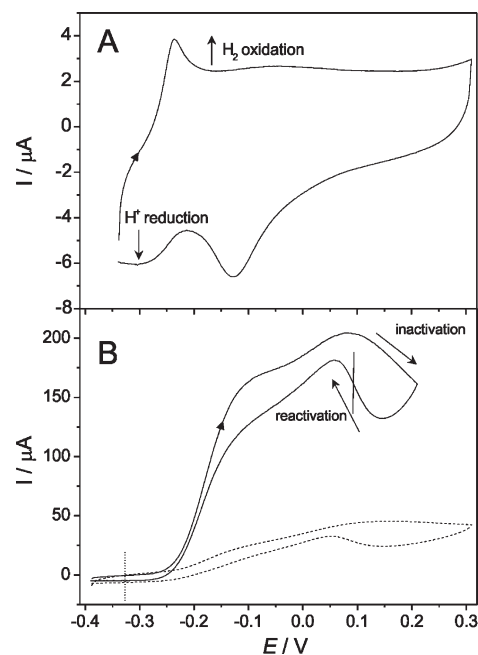 A
H₂ oxidation
H⁺ reduction
I / μA
4
2
0
-2
-4
-6
-8
B
inactivation
reactivation
I / μA
200
150
100
50
0
-0.4 -0.3 -0.2 -0.1 0.0 0.1 0.2 0.3
E / V